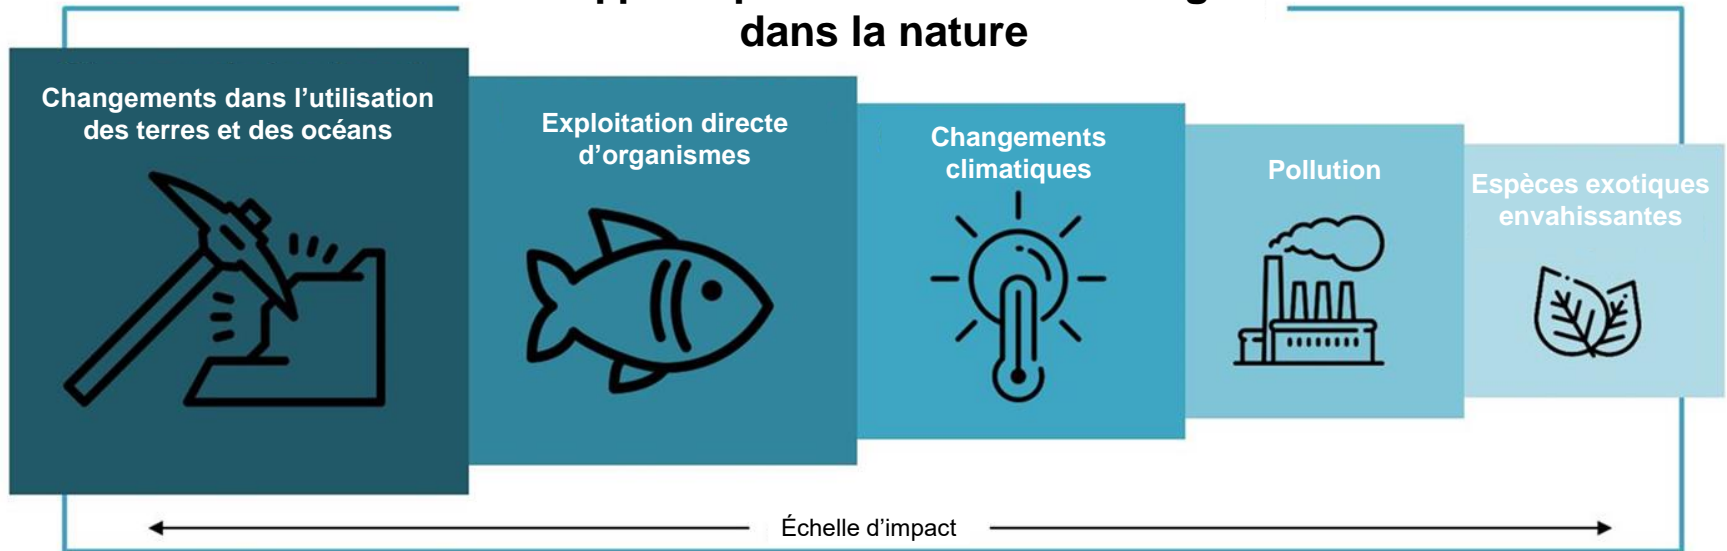 dans la nature
Changements dans l’utilisation
des terres et des océans
Exploitation directe
d’organismes
Changements
climatiques
Pollution
Espèces exotiques
envahissantes
Échelle d’impact